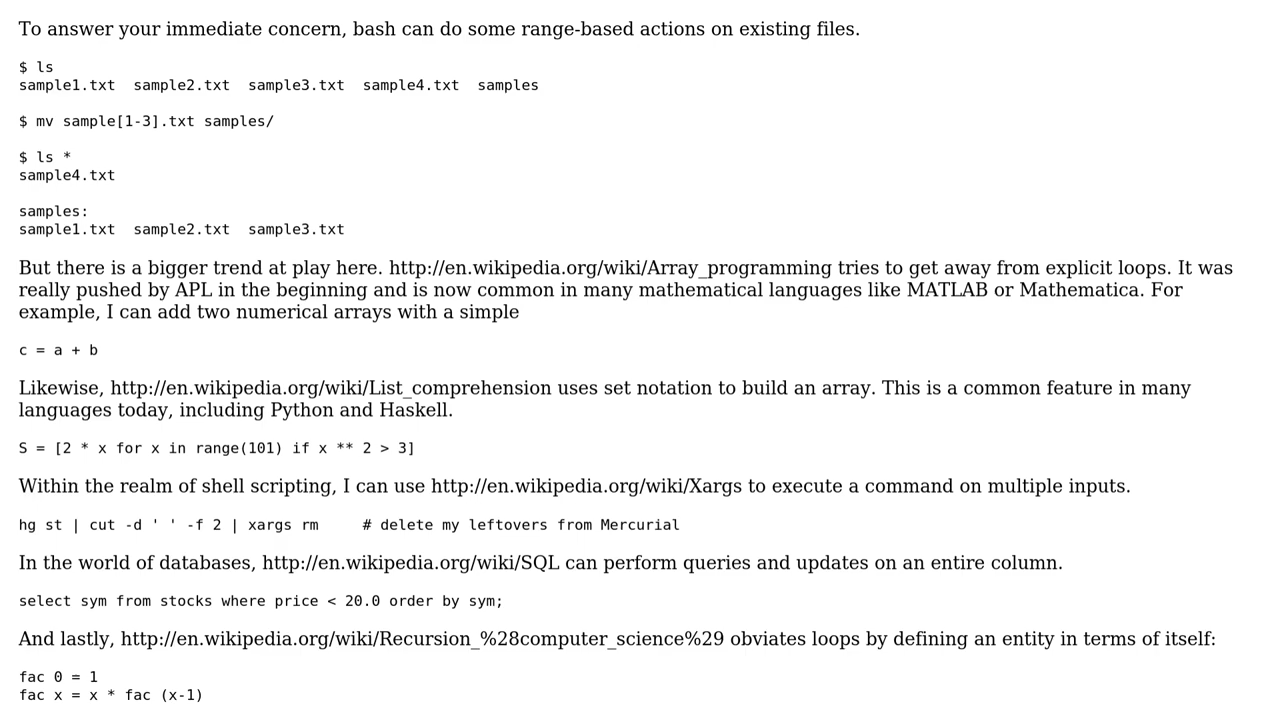 To answer your immediate concern, bash can do some range-based actions on existing files.
$ ls
sample1.txt  sample2.txt  sample3.txt  sample4.txt  samples
$ mv sample[1-3].txt samples/
$ ls *
sample4.txt
samples:
sample1.txt  sample2.txt  sample3.txt
But there is a bigger trend at play here. http://en.wikipedia.org/wiki/Array_programming tries to get away from explicit loops. It was
really pushed by APL in the beginning and is now common in many mathematical languages like MATLAB or Mathematica. For
example, I can add two numerical arrays with a simple
c = a + b
Likewise, http://en.wikipedia.org/wiki/List_comprehension uses set notation to build an array. This is a common feature in many
languages today, including Python and Haskell.
S = [2 * x for x in range(101) if x ** 2 > 3]
Within the realm of shell scripting, I can use http://en.wikipedia.org/wiki/Xargs to execute a command on multiple inputs.
hg st | cut -d ' ' -f 2 | xargs rm     # delete my leftovers from Mercurial
In the world of databases, http://en.wikipedia.org/wiki/SQL can perform queries and updates on an entire column.
select sym from stocks where price < 20.0 order by sym;
And lastly, http://en.wikipedia.org/wiki/Recursion_%28computer_science%29 obviates loops by defining an entity in terms of itself:
fac 0 = 1
fac x = x * fac (x-1)